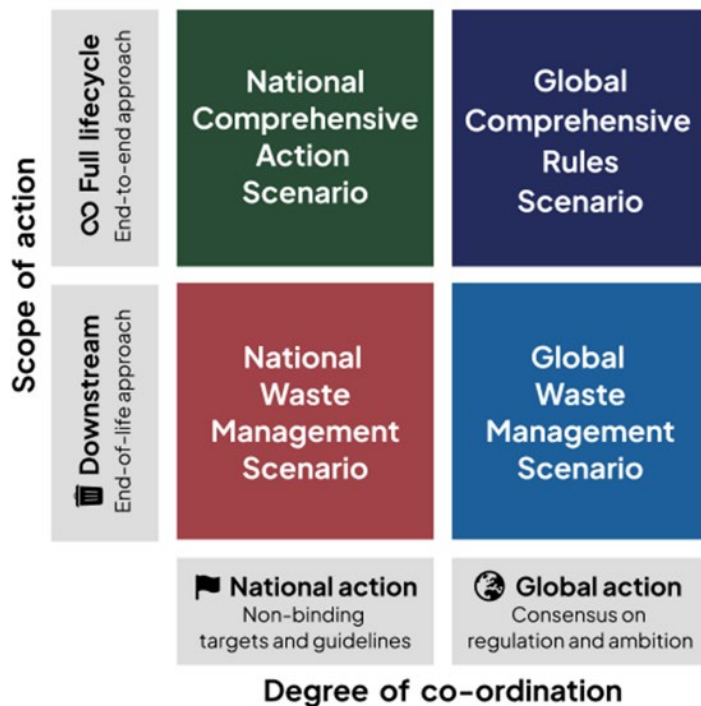 Scope of action
Full lifecycle
End-to-end approach
National
Comprehensive
Action
Scenario
Global
Comprehensive
Rules
Scenario
Downstream
End-of-life approach
National
Waste
Management
Scenario
Global
Waste
Management
Scenario
National action
Non-binding
targets and guidelines
Global action
Consensus on
regulation and ambition
Degree of co-ordination